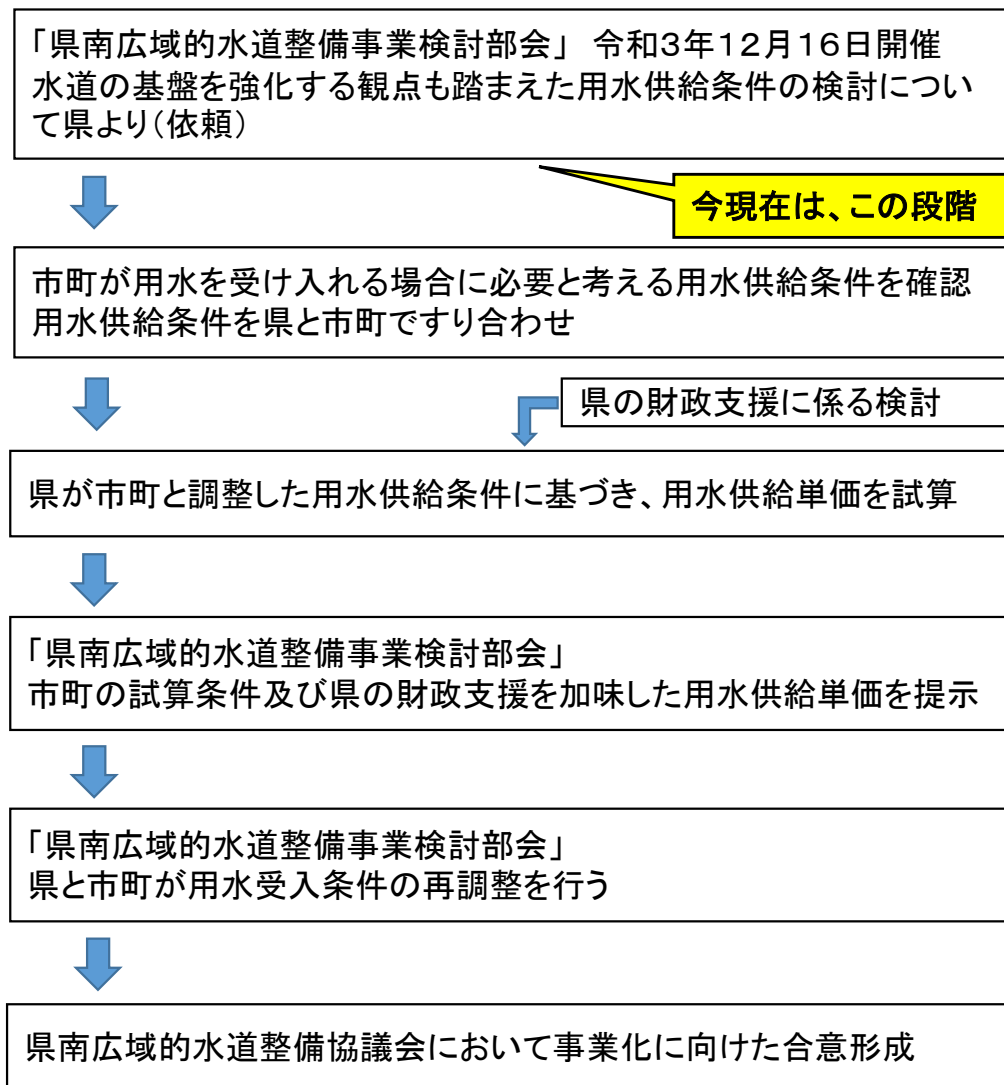 「県南広域的水道整備事業検討部会」 令和３年１２月１６日開催
水道の基盤を強化する観点も踏まえた用水供給条件の検討につい
て県より（依頼）
今現在は、この段階
市町が用水を受け入れる場合に必要と考える用水供給条件を確認
用水供給条件を県と市町ですり合わせ
県の財政支援に係る検討
県が市町と調整した用水供給条件に基づき、用水供給単価を試算
「県南広域的水道整備事業検討部会」
市町の試算条件及び県の財政支援を加味した用水供給単価を提示
「県南広域的水道整備事業検討部会」
県と市町が用水受入条件の再調整を行う
県南広域的水道整備協議会において事業化に向けた合意形成